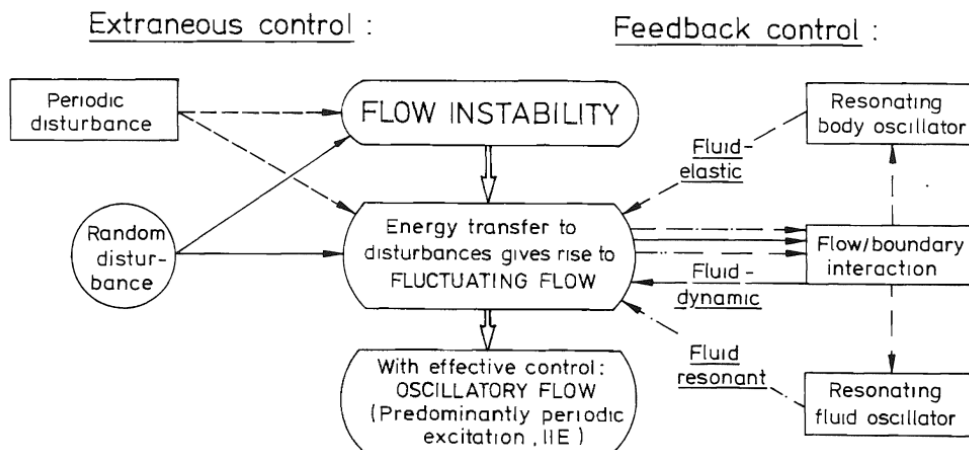 Extraneous control :
Feedback control :
Periodic
disturbance
FLOW INSTABILITY
Resonating
body oscillator
Fluid-
elastic
Random
distur-
bance
Energy transfer to
disturbances gives rise to
FLUCTUATING FLOW
Flow/boundary
interaction
Fluid-
dynamic
With effective control:
OSCILLATORY FLOW
(Predominantly periodic
excitation, IIE)
Fluid
resonant
Resonating
fluid oscillator